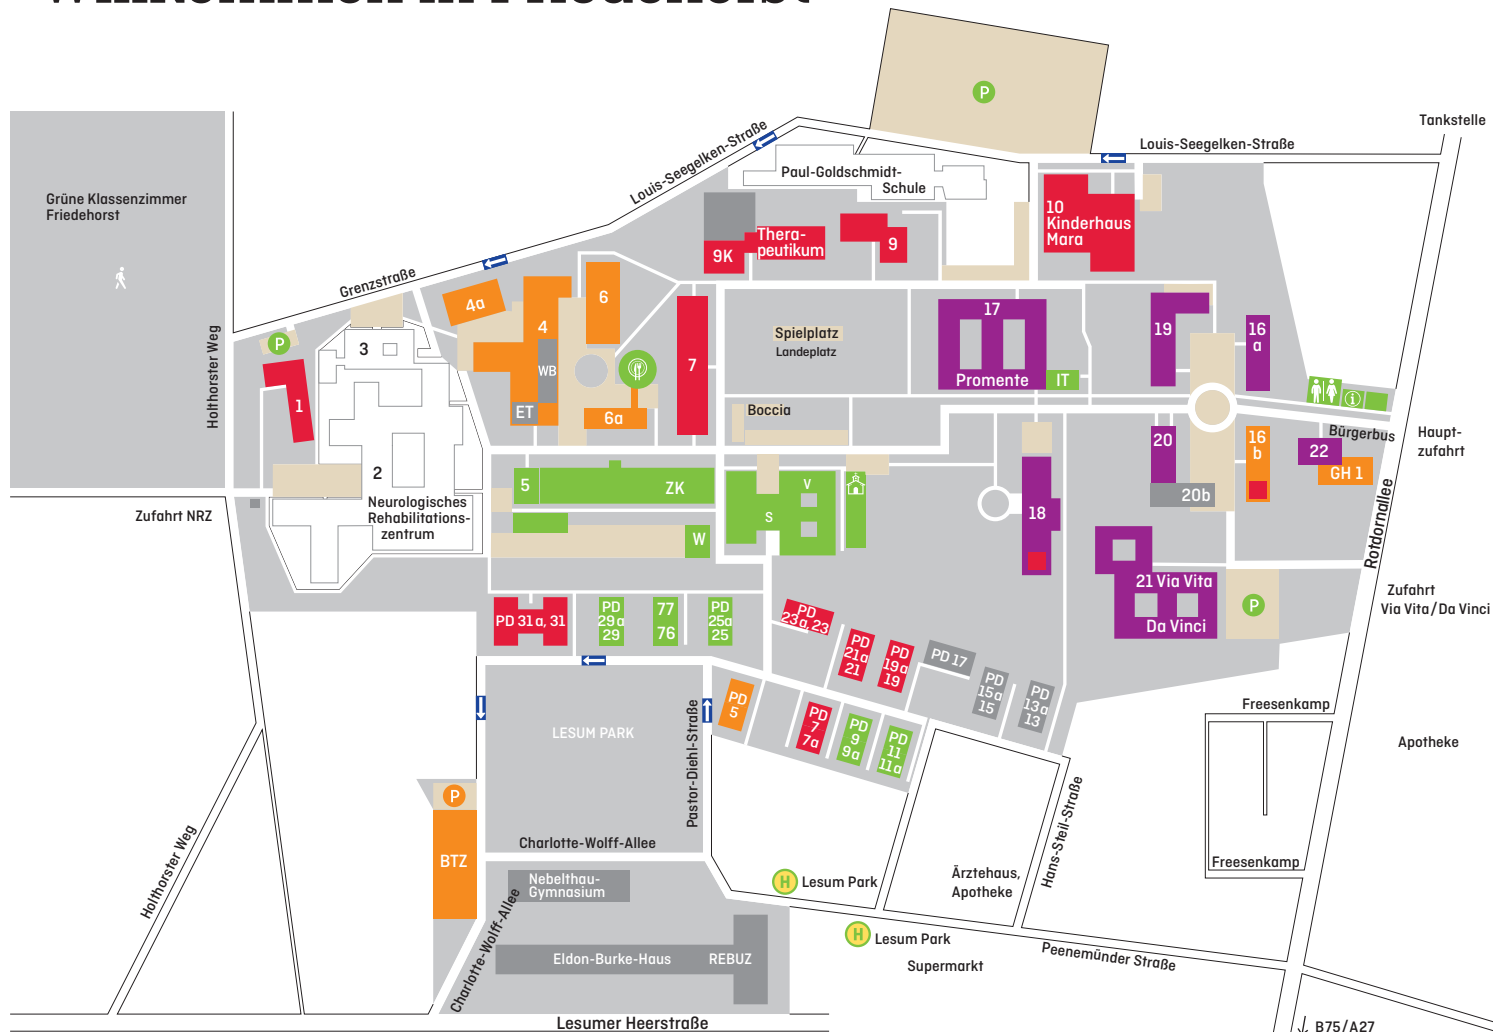 Willkommen in Friedehorst
P
Tankstelle
Louis-Seegelken-Straße
Louis-Seegelken-Straße
Paul-Goldschmidt-
Schule
Grüne Klassenzimmer
Friedehorst
10
Kinderhaus
Mara
Thera-
peutikum
9K
9
Grenzstraße
Holthorster Weg
4a
4
6
WB
ET
6a
7
P
3
1
2
Neurologisches
Rehabilitations-
zentrum
Zufahrt NRZ
Spielplatz
Landeplatz
Boccia
17
Promente
IT
19
16
a
Bürgerbus
Haupt-
zufahrt
20
16
b
22
GH 1
20b
5
ZK
W
V
S
18
Rotdornallee
21 Via Vita
Da Vinci
P
Zufahrt
Via Vita/Da Vinci
PD 31a, 31
PD
29a
29
77
76
PD
25a
25
PD
23a, 23
PD
21a
21
PD
19a
19
PD 17
PD
15a
15
PD
13a
13
PD
5
PD
7
7a
PD
9
9a
PD
11
11a
LESUM PARK
Pastor-Diehl-Straße
Freesenkamp
Apotheke
P
BTZ
Charlotte-Wolff-Allee
Nebelthau-
Gymnasium
Charlotte-Wolff-Allee
Holthorster Weg
H Lesum Park
Ärztehaus,
Apotheke
Hans-Steil-Straße
Freesenkamp
H Lesum Park
Supermarkt
Peenemünder Straße
Eldon-Burke-Haus
REBUZ
Lesumer Heerstraße
B75/A27